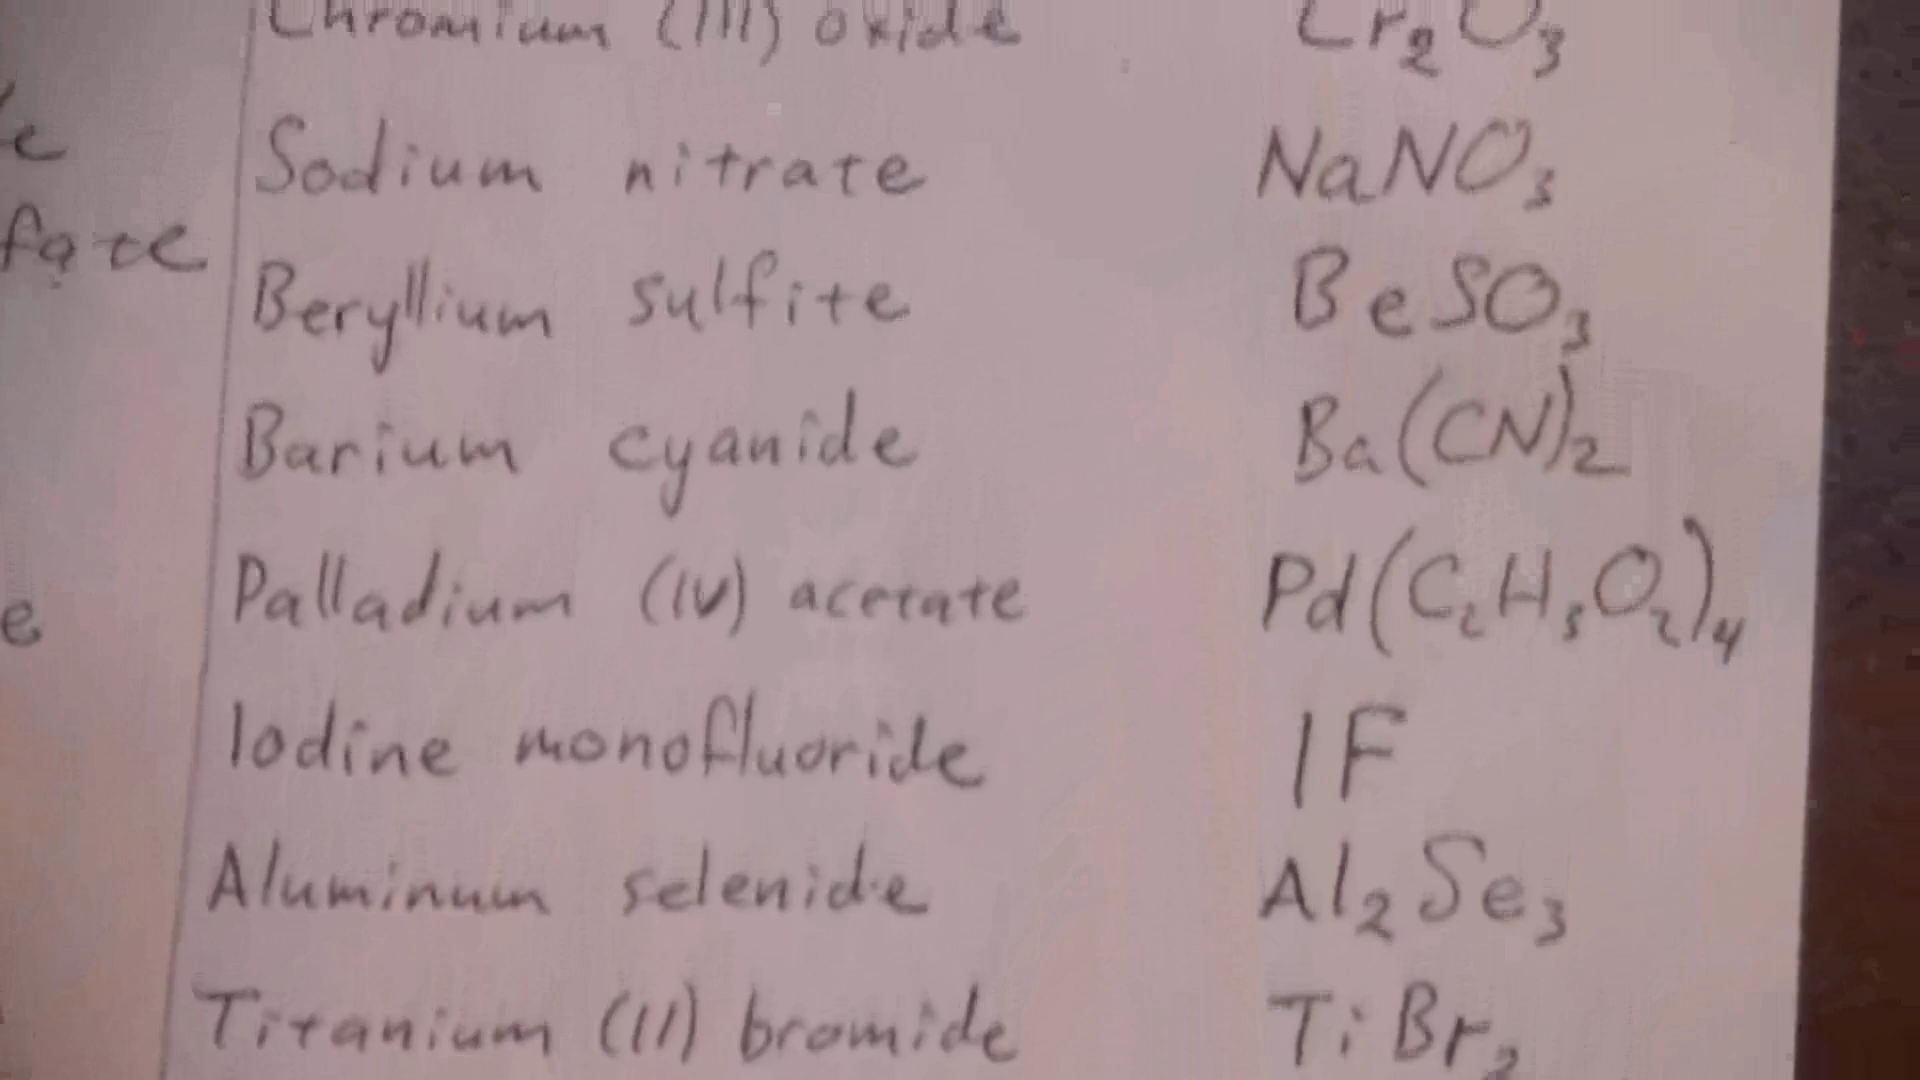 Chromium (III) oxide Cr₂O₃
Sodium nitrate NaNO₃
Beryllium sulfite BeSO₃
Barium cyanide Ba(CN)₂
Palladium (IV) acetate Pd(C₂H₃O₂)₄
Iodine monofluoride IF
Aluminum selenide Al₂Se₃
Titanium (II) bromide TiBr₂